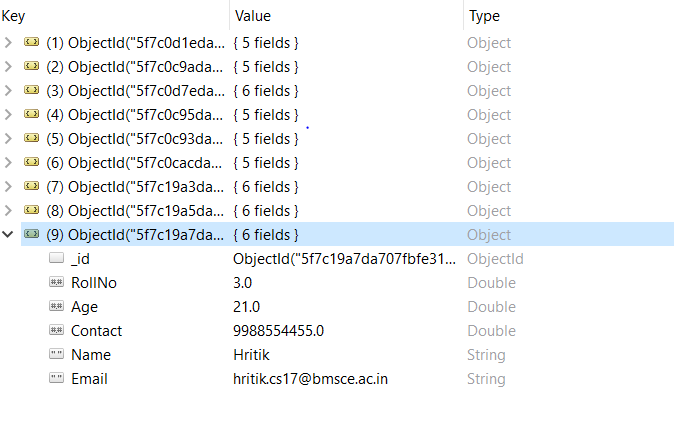 Key Value Type
(1) ObjectId("5f7c0d1eda... { 5 fields } Object
(2) ObjectId("5f7c0c9ada... { 5 fields } Object
(3) ObjectId("5f7c0d7eda... { 6 fields } Object
(4) ObjectId("5f7c0c95da... { 5 fields } Object
(5) ObjectId("5f7c0c93da... { 5 fields } Object
(6) ObjectId("5f7c0cacda... { 5 fields } Object
(7) ObjectId("5f7c19a3da... { 6 fields } Object
(8) ObjectId("5f7c19a5da... { 6 fields } Object
(9) ObjectId("5f7c19a7da... { 6 fields } Object
_id ObjectId("5f7c19a7da707fbfe31... ObjectId
RollNo 3.0 Double
Age 21.0 Double
Contact 9988554455.0 Double
Name Hritik String
Email hritik.cs17@bmsce.ac.in String